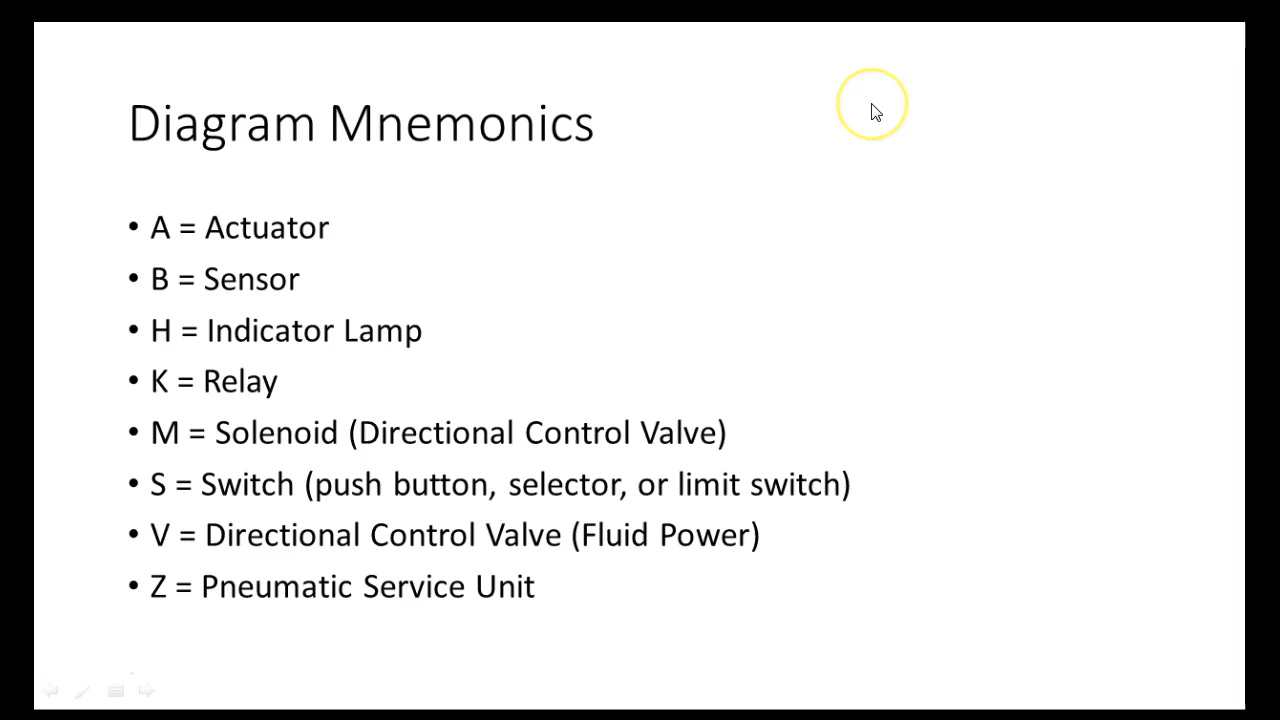 Diagram Mnemonics
• A = Actuator
• B = Sensor
• H = Indicator Lamp
• K = Relay
• M = Solenoid (Directional Control Valve)
• S = Switch (push button, selector, or limit switch)
• V = Directional Control Valve (Fluid Power)
• Z = Pneumatic Service Unit